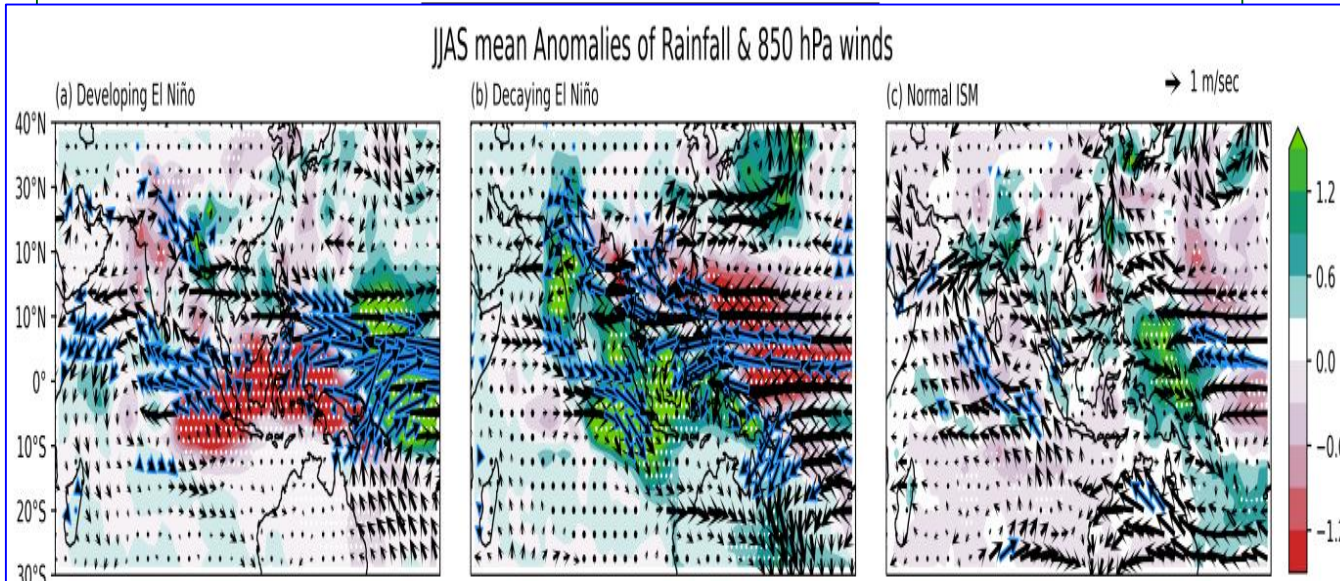 JJAS mean Anomalies of Rainfall & 850 hPa winds
(a) Developing El Niño
(b) Decaying El Niño
(c) Normal ISM
1 m/sec
40°N
30°N
10°N
10°N
0°
10°S
20°S
30°S
1.2
0.6
0.0